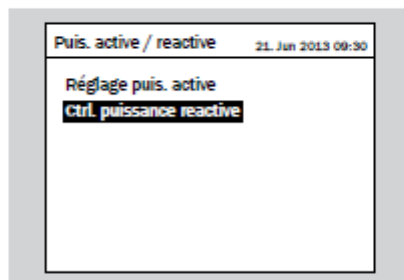 Puis. active / reactive 21. Jun 2013 09:30
Réglage puis. active
Ctrl. puissance reactive